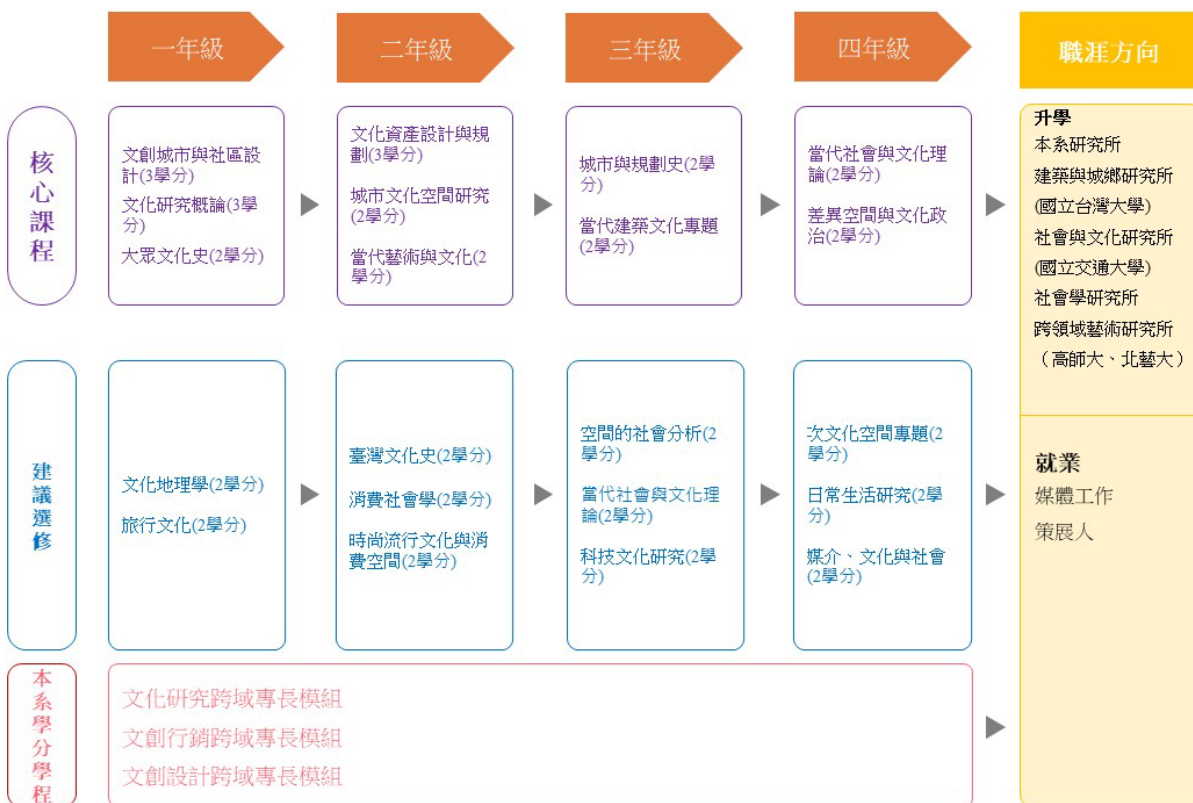 一年級
二年級
三年級
四年級
職涯方向
核心課程
文創城市與社區設
計(3學分)
文化研究概論(3學
分)
大眾文化史(2學分)
文化資產設計與規
劃(3學分)
城市文化空間研究
(2學分)
當代藝術與文化(2
學分)
城市與規劃史(2學
分)
當代建築文化專題
(2學分)
當代社會與文化理
論(2學分)
差異空間與文化政
治(2學分)
升學
本系研究所
建築與城鄉研究所
(國立台灣大學)
社會與文化研究所
(國立交通大學)
社會學研究所
跨領域藝術研究所
（高師大、北藝大）
建議選修
文化地理學(2學分)
旅行文化(2學分)
臺灣文化史(2學分)
消費社會學(2學分)
時尚流行文化與消
費空間(2學分)
空間的社會分析(2
學分)
當代社會與文化理
論(2學分)
科技文化研究(2學
分)
次文化空間專題(2
學分)
日常生活研究(2學
分)
媒介、文化與社會
(2學分)
就業
媒體工作
策展人
本系學分學程
文化研究跨域專長模組
文創行銷跨域專長模組
文創設計跨域專長模組